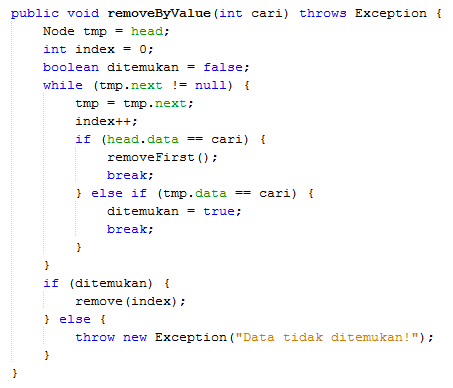 public void removeByValue(int cari) throws Exception {
    Node tmp = head;
    int index = 0;
    boolean ditemukan = false;
    while (tmp.next != null) {
        tmp = tmp.next;
        index++;
        if (head.data == cari) {
            removeFirst();
            break;
        } else if (tmp.data == cari) {
            ditemukan = true;
            break;
        }
    }
    if (ditemukan) {
        remove(index);
    } else {
        throw new Exception("Data tidak ditemukan!");
    }
}